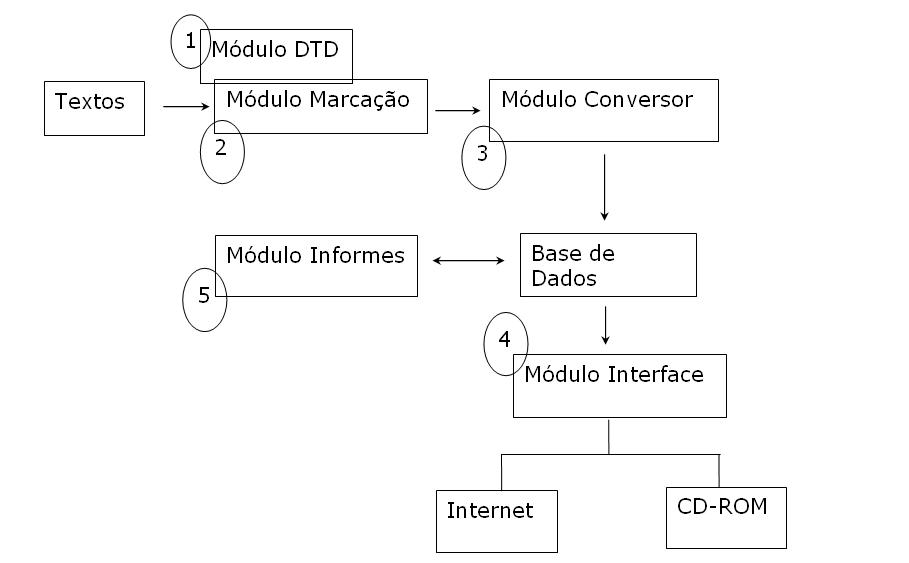 1
Módulo DTD
Textos
Módulo Marcação
Módulo Conversor
2
3
Módulo Informes
Base de
Dados
5
4
Módulo Interface
Internet
CD-ROM